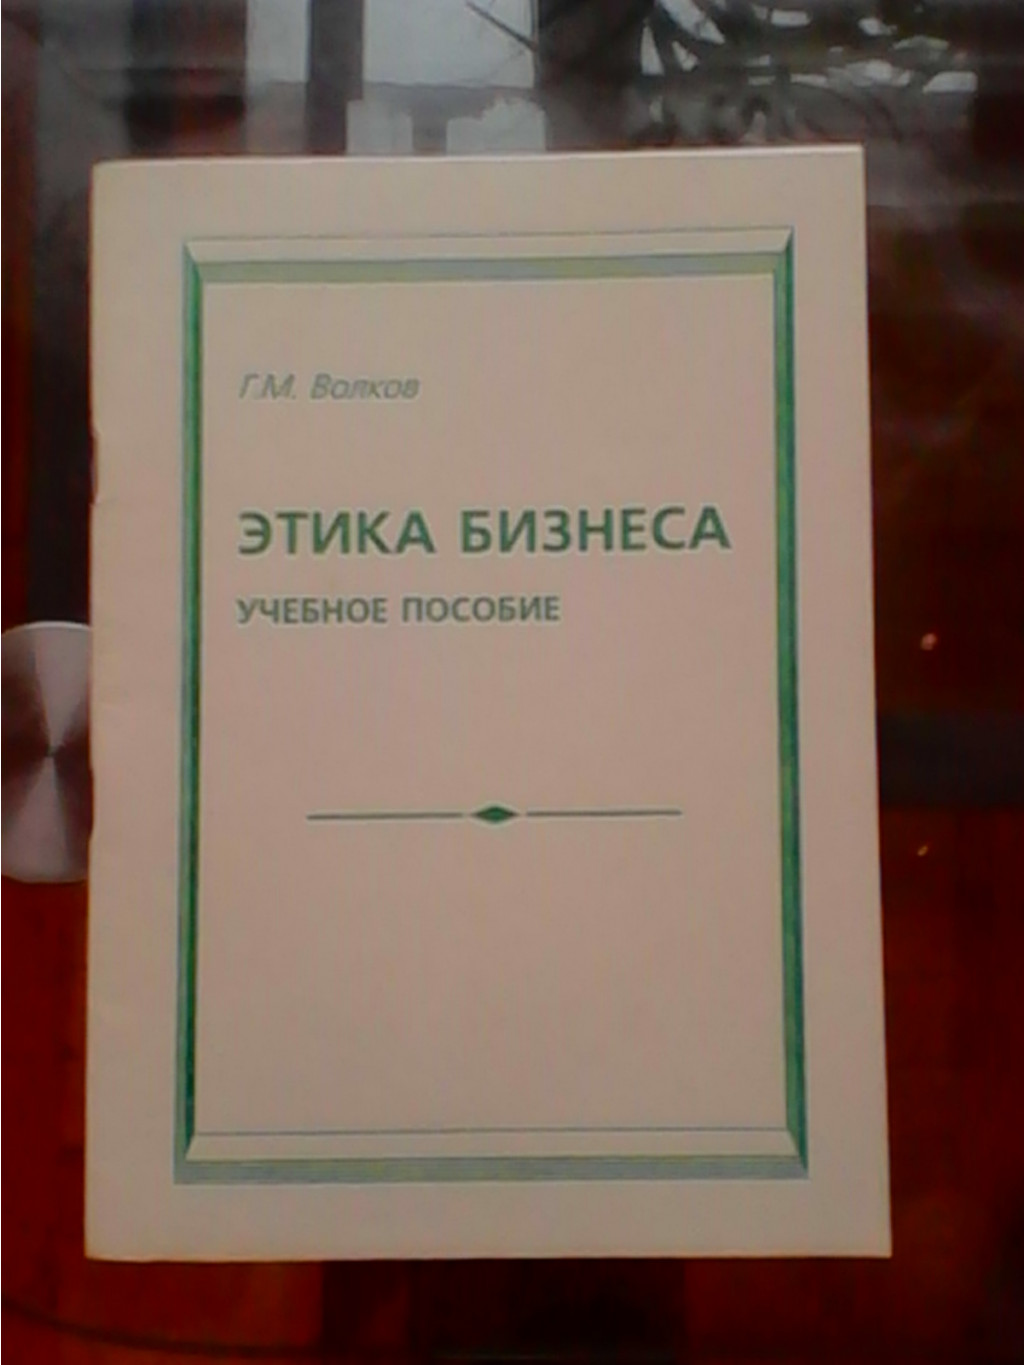 Г.М. Волков
ЭТИКА БИЗНЕСА
УЧЕБНОЕ ПОСОБИЕ